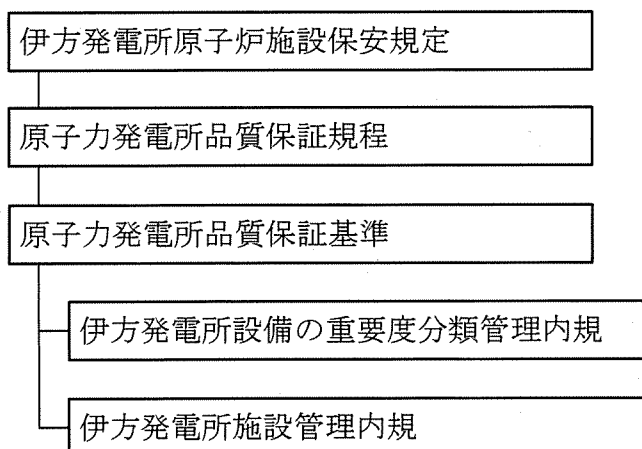 伊方発電所原子炉施設保安規定
原子力発電所品質保証規程
原子力発電所品質保証基準
伊方発電所設備の重要度分類管理内規
伊方発電所施設管理内規